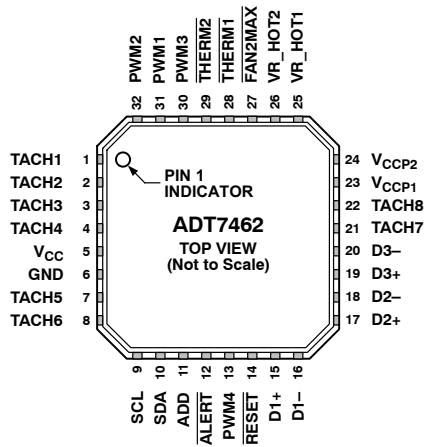 PWM2
PWM1
PWM3
THERM2
THERM1
FAN2MAX
VR_HOT2
VR_HOT1
32
31
30
29
28
27
26
25
TACH1 1
TACH2 2
TACH3 3
TACH4 4
VCC 5
GND 6
TACH5 7
TACH6 8
PIN 1
INDICATOR
ADT7462
TOP VIEW
(Not to Scale)
24 VCCP2
23 VCCP1
22 TACH8
21 TACH7
20 D3–
19 D3+
18 D2–
17 D2+
9
10
11
12
13
14
15
16
SCL
SDA
ADD
ALERT
PWM4
RESET
D1+
D1–